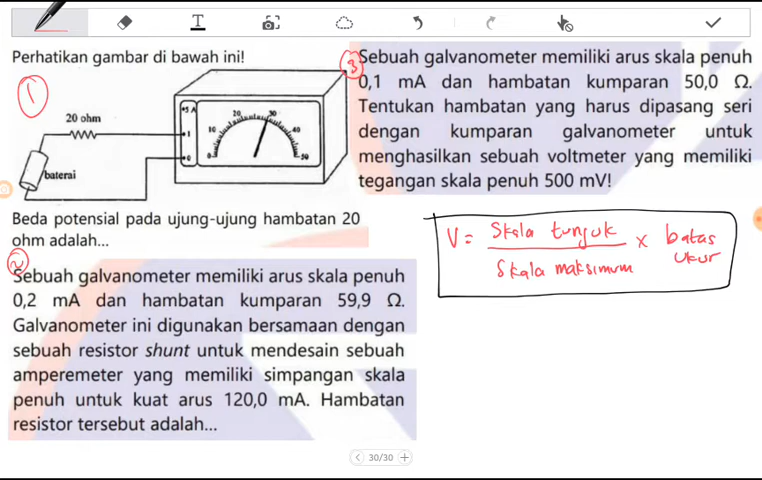 T
Perhatikan gambar di bawah ini!
1
20 ohm
baterai
5 A
1
0
0
10
20
30
40
50
Beda potensial pada ujung-ujung hambatan 20
ohm adalah...
2
Sebuah galvanometer memiliki arus skala penuh
0,2 mA dan hambatan kumparan 59,9 Ω.
Galvanometer ini digunakan bersamaan dengan
sebuah resistor shunt untuk mendesain sebuah
amperemeter yang memiliki simpangan skala
penuh untuk kuat arus 120,0 mA. Hambatan
resistor tersebut adalah...
3
Sebuah galvanometer memiliki arus skala penuh
0,1 mA dan hambatan kumparan 50,0 Ω.
Tentukan hambatan yang harus dipasang seri
dengan kumparan galvanometer untuk
menghasilkan sebuah voltmeter yang memiliki
tegangan skala penuh 500 mV!
V = Skala tunjuk × batas ukur
Skala maksimum
30/30